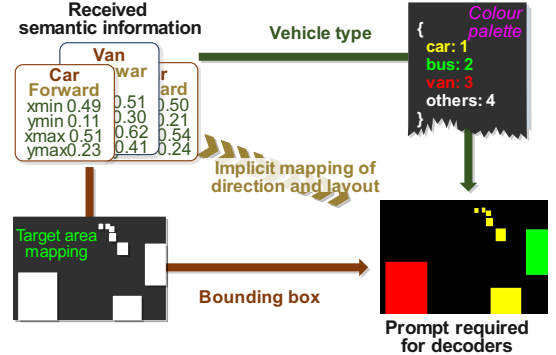 Received
semantic information
Vehicle type
Colour
palette
{
car: 1
bus: 2
van: 3
others: 4
}
Van
Car
Forward
xmin 0.49
ymin 0.11
xmax 0.51
ymax 0.23
0.51
0.30
0.62
0.41
0.50
0.21
0.54
0.24
Implicit mapping of
direction and layout
Target area
mapping
Bounding box
Prompt required
for decoders